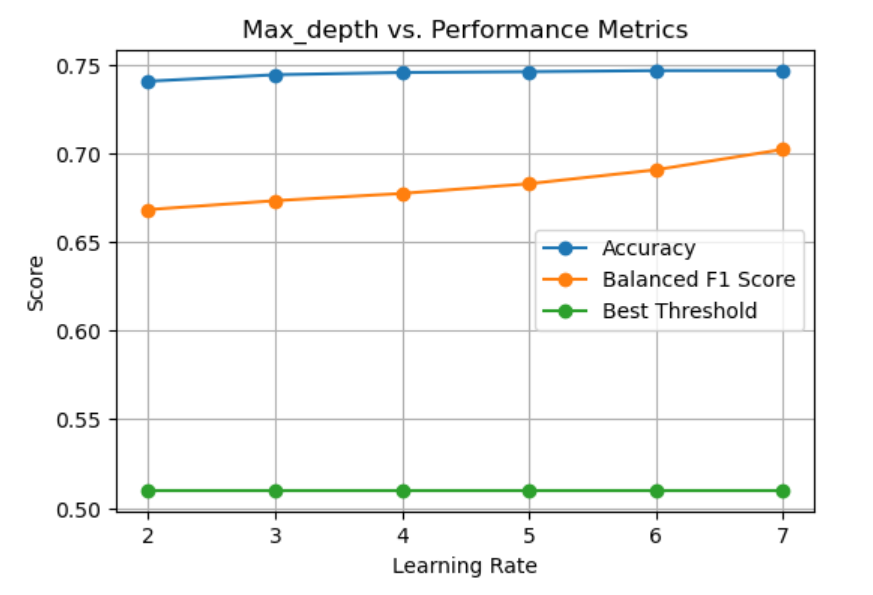 Max_depth vs. Performance Metrics
0.75
0.70
0.65
0.60
0.55
0.50
Score
Accuracy
Balanced F1 Score
Best Threshold
2 3 4 5 6 7
Learning Rate